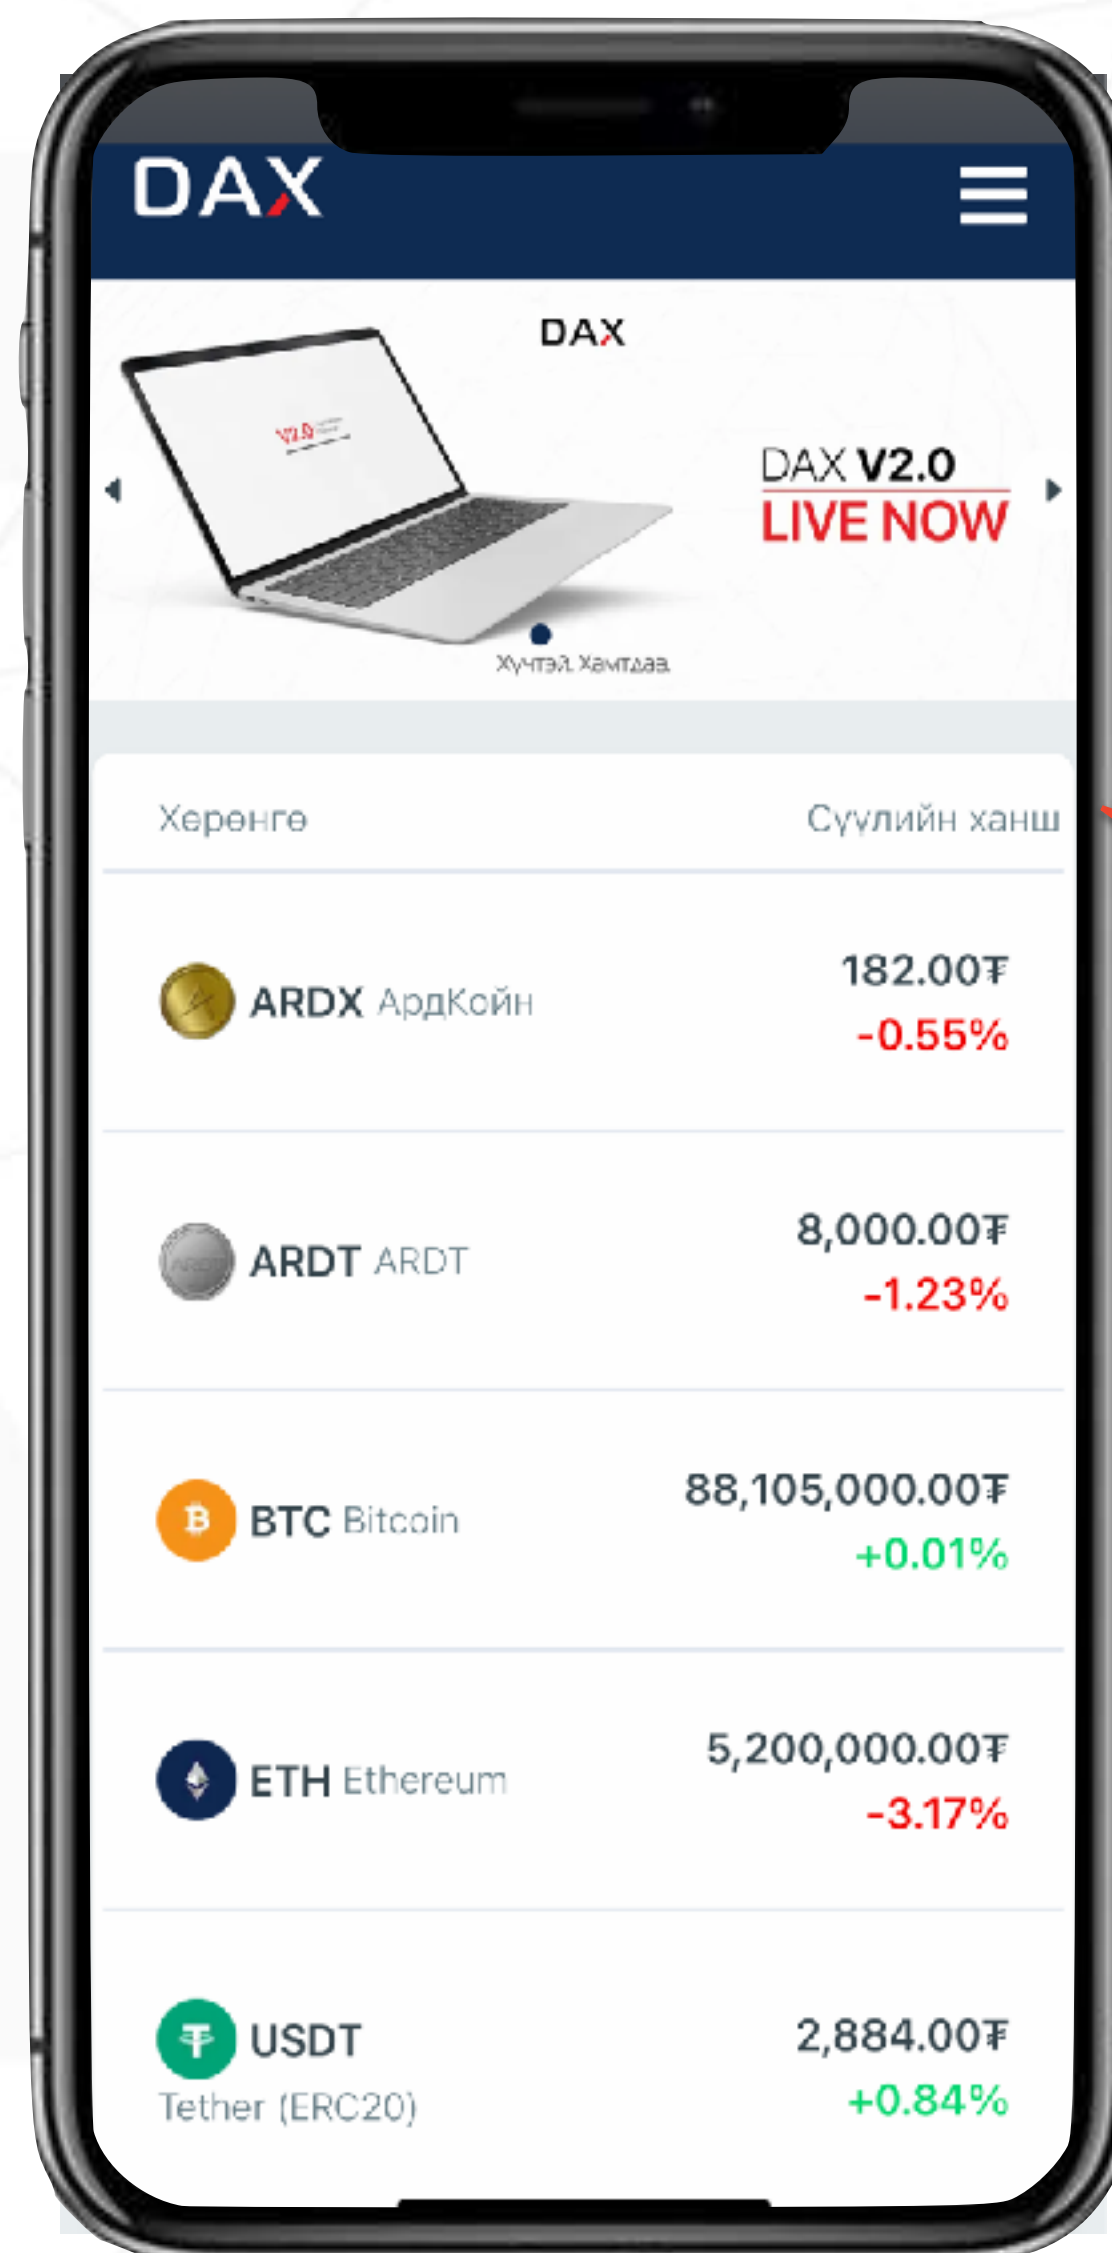 DAX
DAX
V2.0
DAX V2.0
LIVE NOW
Хүчтэй. Хамтдаа.
Хөрөнгө
Сүүлийн ханш
ARDX АрдКойн
182.00₮
-0.55%
ARDT ARDT
8,000.00₮
-1.23%
BTC Bitcoin
88,105,000.00₮
+0.01%
ETH Ethereum
5,200,000.00₮
-3.17%
USDT
Tether (ERC20)
2,884.00₮
+0.84%